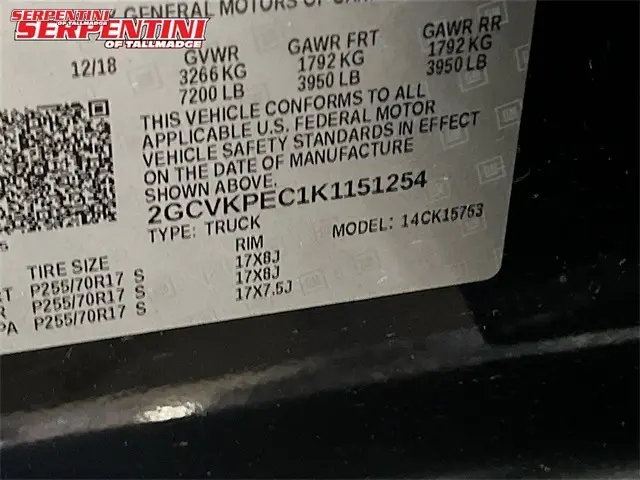 SERPENTINI
OF TALLMADGE
Y GENERAL MOTORS OF CAN
12/18
GVWR
3266 KG
7200 LB
GAWR FRT
1792 KG
3950 LB
GAWR RR
1792 KG
3950 LB
THIS VEHICLE CONFORMS TO ALL
APPLICABLE U.S. FEDERAL MOTOR
VEHICLE SAFETY STANDARDS IN EFFECT
ON THE DATE OF MANUFACTURE
SHOWN ABOVE.
2GCVKPEC1K1151254
TYPE: TRUCK
MODEL: 14CK15753
TIRE SIZE RIM
P255/70R17 S 17X8J
P255/70R17 S 17X8J
PA P255/70R17 S 17X7.5J